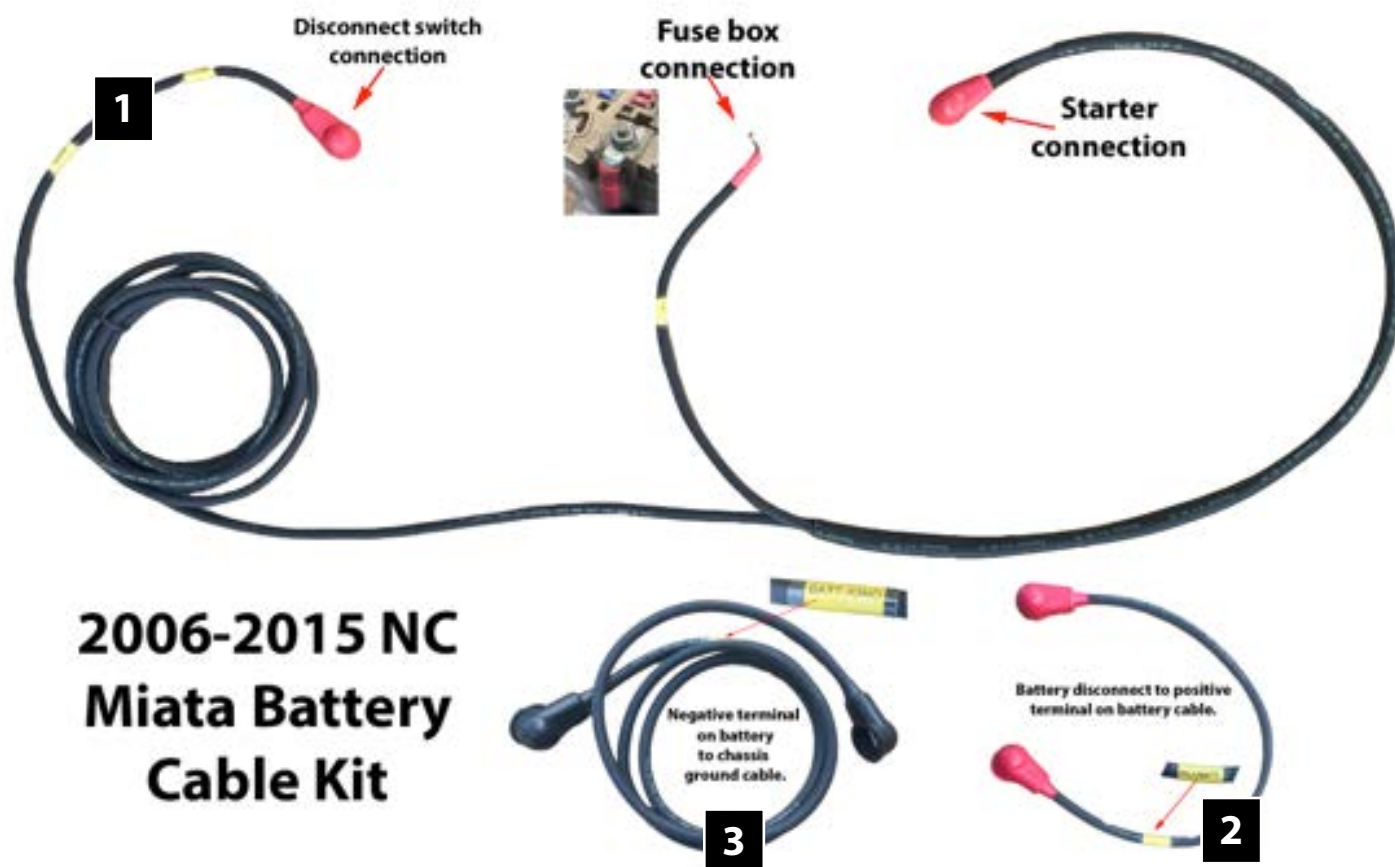 Disconnect switch
connection
Fuse box
connection
Starter
connection
1
2006-2015 NC
Miata Battery
Cable Kit
Negative terminal
on battery
to chassis
ground cable.
3
Battery disconnect to positive
terminal on battery cable.
2